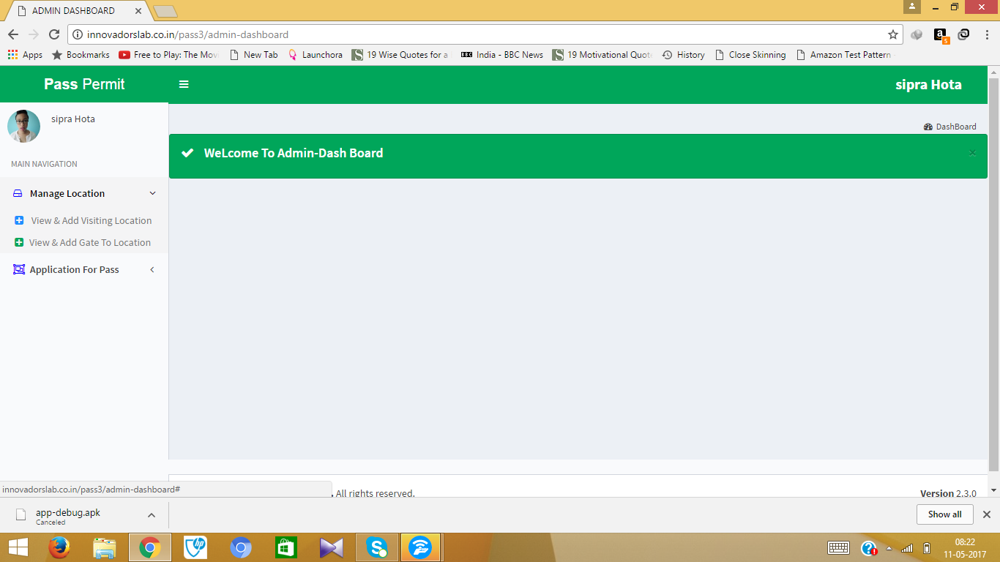 ADMIN DASHBOARD
innovadorslab.co.in/pass3/admin-dashboard
Apps Bookmarks Free to Play: The Mov New Tab Launchora 19 Wise Quotes for a BBC India - BBC News 19 Motivational Quot History Close Skinning Amazon Test Pattern
Pass Permit
sipra Hota
sipra Hota
DashBoard
MAIN NAVIGATION
WeLcome To Admin-Dash Board
Manage Location
View & Add Visiting Location
View & Add Gate To Location
Application For Pass
innovadorslab.co.in/pass3/admin-dashboard#
All rights reserved.
Version 2.3.0
app-debug.apk
Canceled
Show all
08:22
11-05-2017